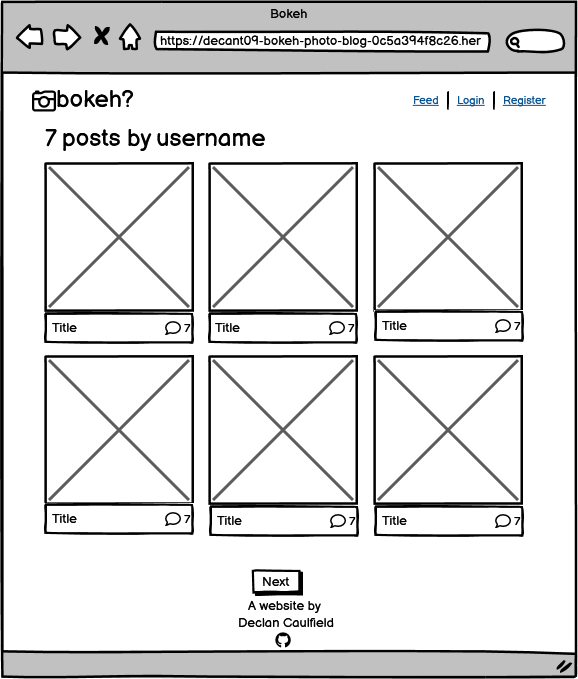 Bokeh
https://decant09-bokeh-photo-blog-0c5a394f8c26.her
bokeh?
Feed | Login | Register
7 posts by username
Title 7 Title 7 Title 7
Title 7 Title 7 Title 7
Next
A website by
Declan Caulfield